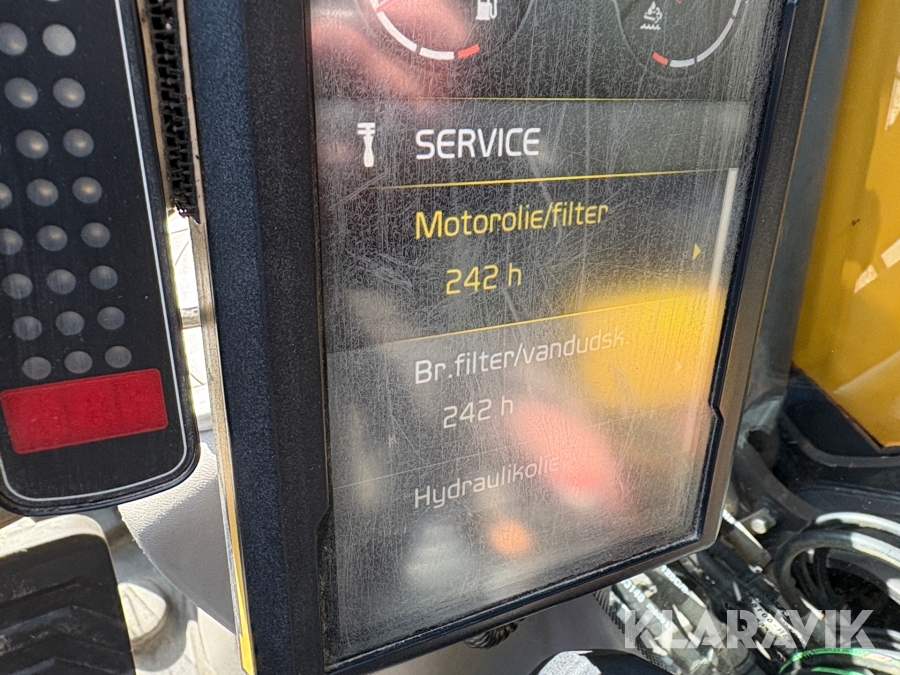 SERVICE
Motorolie/filter
242 h
Br.filter/vandudsk.
242 h
Hydraulikolie
KLARAVIK